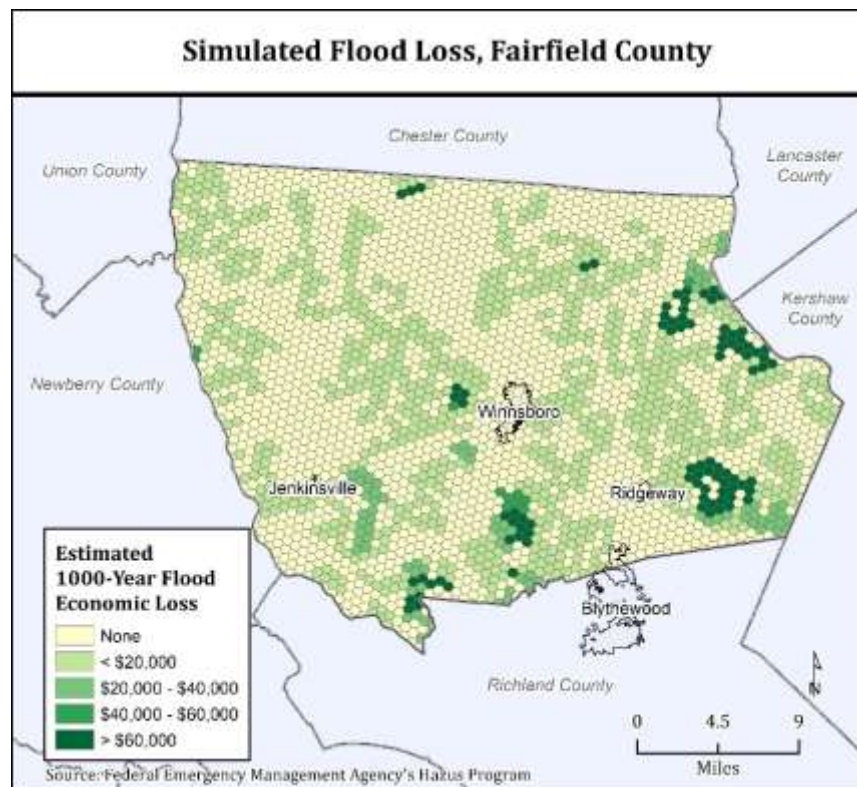 Simulated Flood Loss, Fairfield County
Chester County
Union County
Lancaster
County
Kershaw
County
Newberry County
Winnsboro
Jenkinsville
Ridgeway
Blythewood
Richland County
Estimated
1000-Year Flood
Economic Loss
None
< $20,000
$20,000 - $40,000
$40,000 - $60,000
> $60,000
N
0 4.5 9
Miles
Source: Federal Emergency Management Agency's Hazus Program